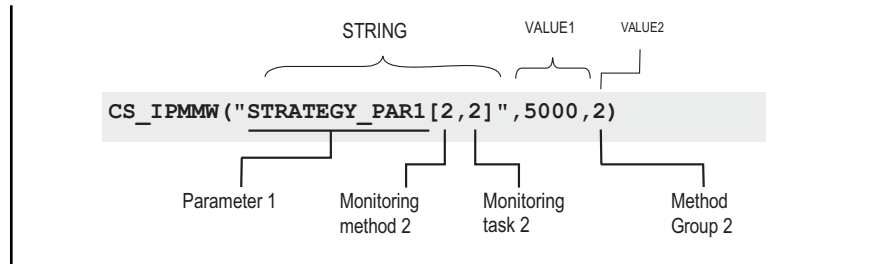 STRING VALUE1 VALUE2
CS_IPMMW("STRATEGY_PAR1[2,2]",5000,2)
Parameter 1 Monitoring Monitoring Method
method 2 task 2 Group 2